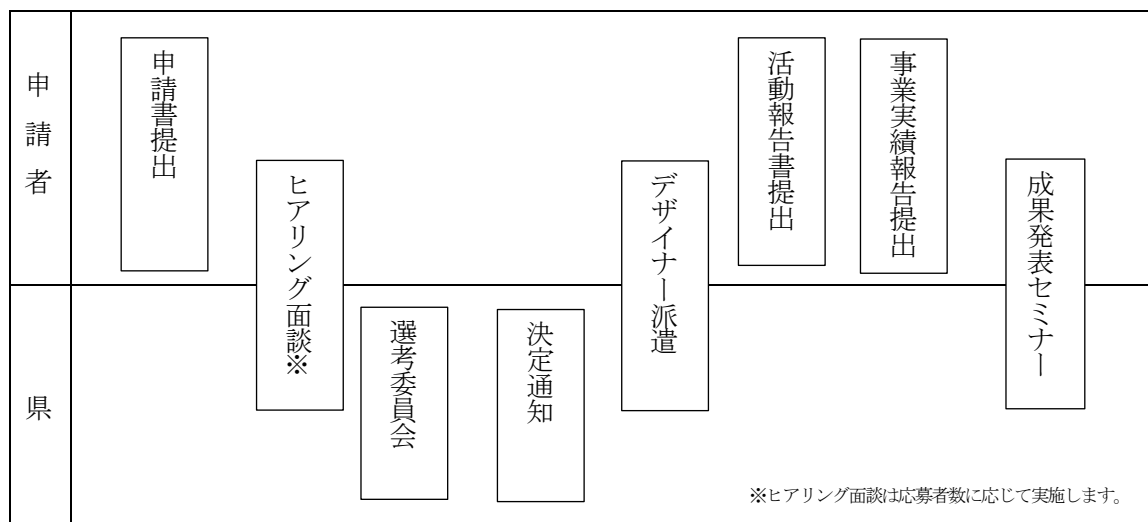 申請者
申請書提出
ヒアリング面談※
選考委員会
決定通知
デザイナー派遣
活動報告書提出
事業実績報告提出
成果発表セミナー
県
※ヒアリング面談は応募者数に応じて実施します。